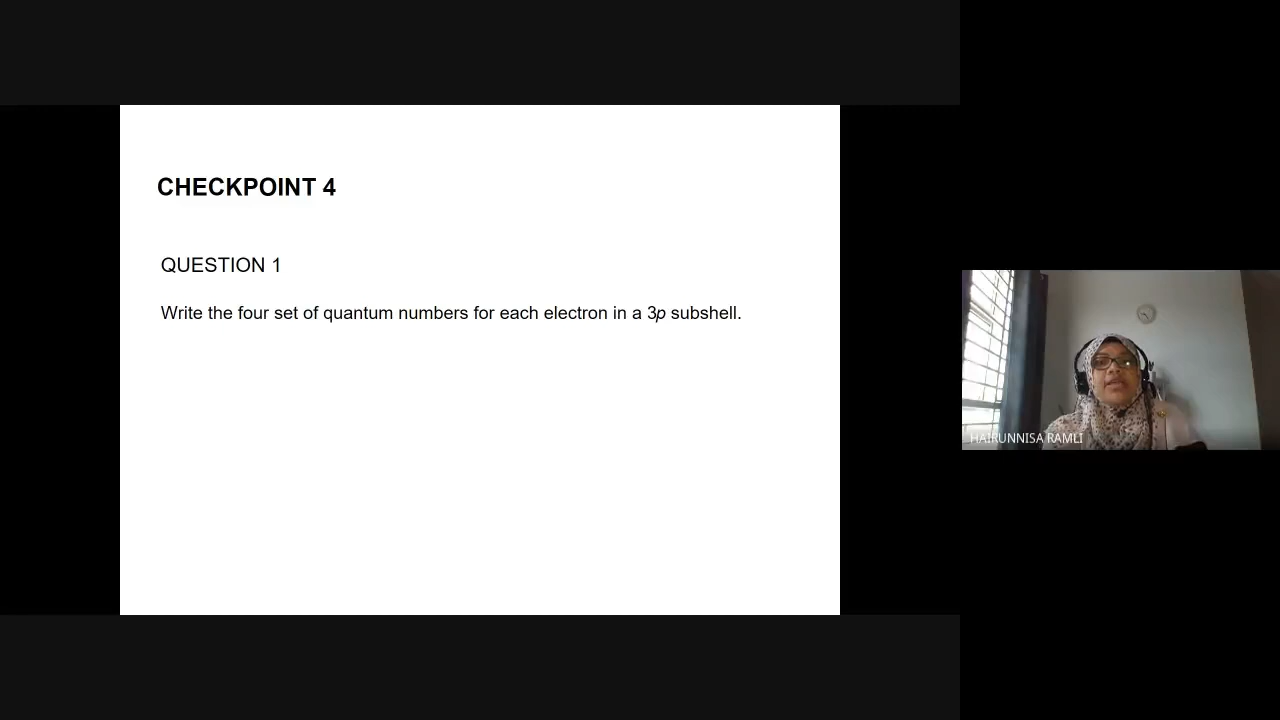 CHECKPOINT 4
QUESTION 1
Write the four set of quantum numbers for each electron in a 3p subshell.
HAIRUNNISA RAMLI